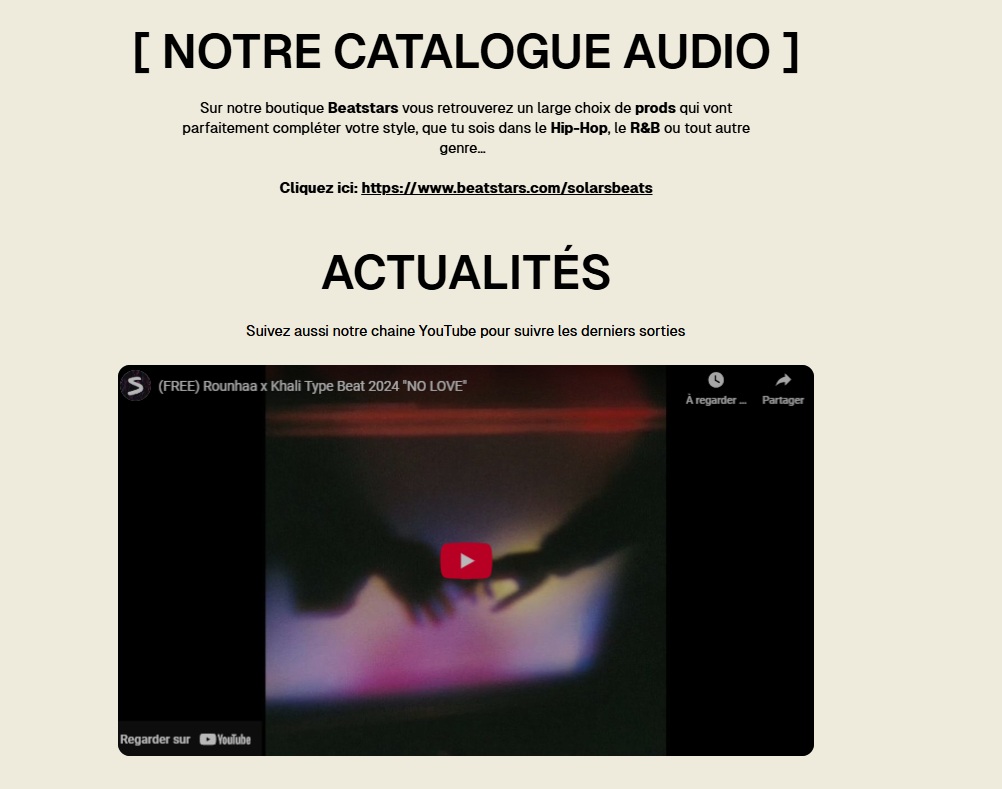 [ NOTRE CATALOGUE AUDIO ]
Sur notre boutique Beatstars vous retrouverez un large choix de prods qui vont
parfaitement compléter votre style, que tu sois dans le Hip-Hop, le R&B ou tout autre
genre...
Cliquez ici: https://www.beatstars.com/solarsbeats
ACTUALITÉS
Suivez aussi notre chaine YouTube pour suivre les derniers sorties
S
(FREE) Rounhaa x Khali Type Beat 2024 "NO LOVE"
À regarder ...
Partager
Regarder sur YouTube